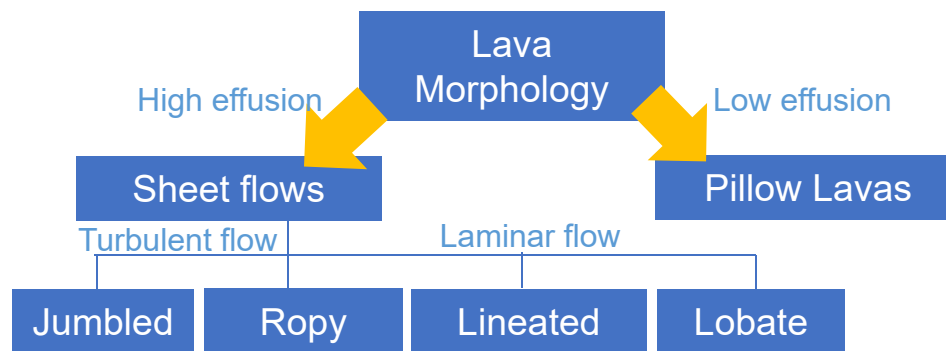 Lava
Morphology
High effusion
Low effusion
Sheet flows
Pillow Lavas
Turbulent flow
Laminar flow
Jumbled
Ropy
Lineated
Lobate